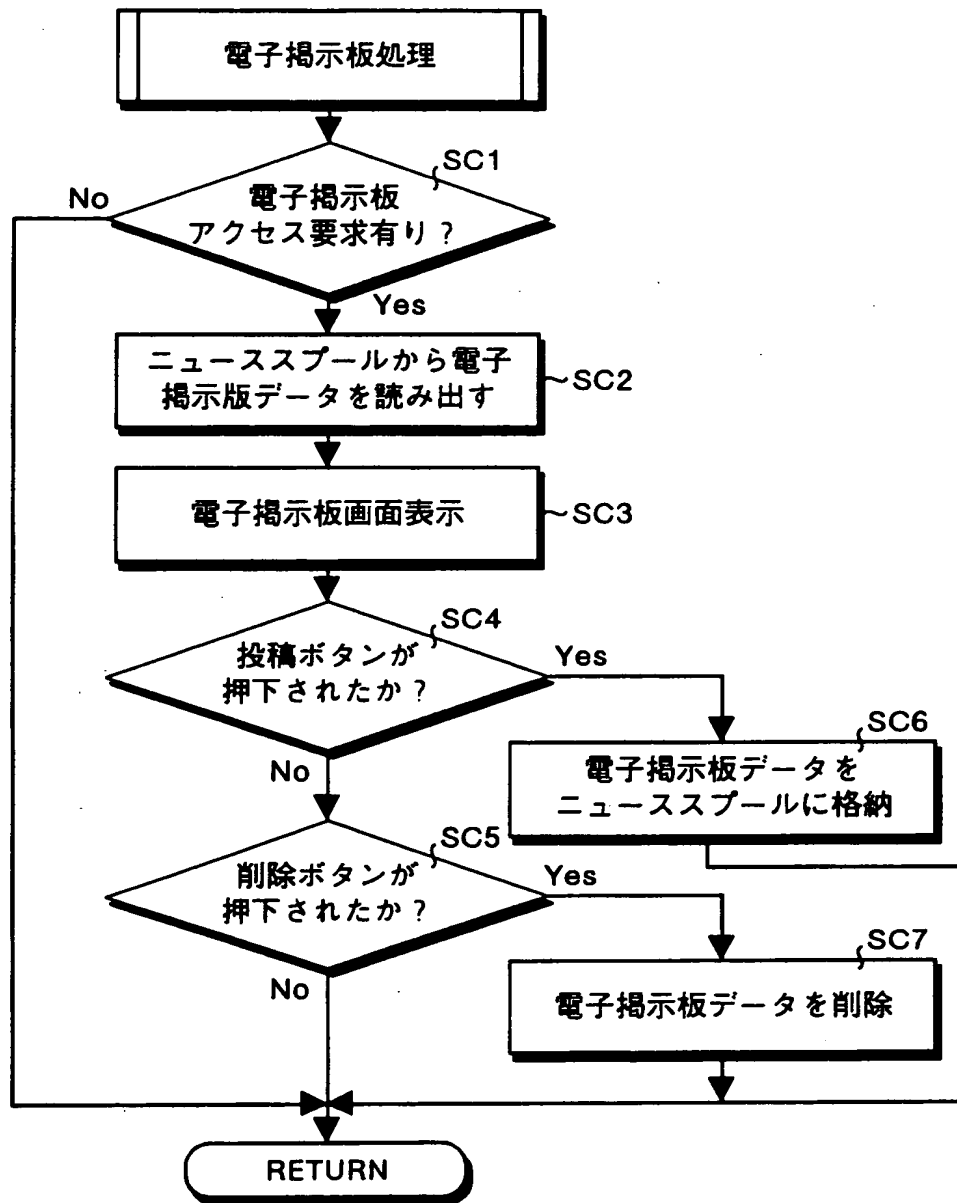 電子掲示板処理
SC1
No
電子掲示板
アクセス要求有り？
Yes
ニューススプールから電子
掲示版データを読み出す
SC2
電子掲示板画面表示
SC3
SC4
投稿ボタンが
押下されたか？
Yes
No
SC6
電子掲示板データを
ニューススプールに格納
SC5
削除ボタンが
押下されたか？
Yes
No
SC7
電子掲示板データを削除
RETURN